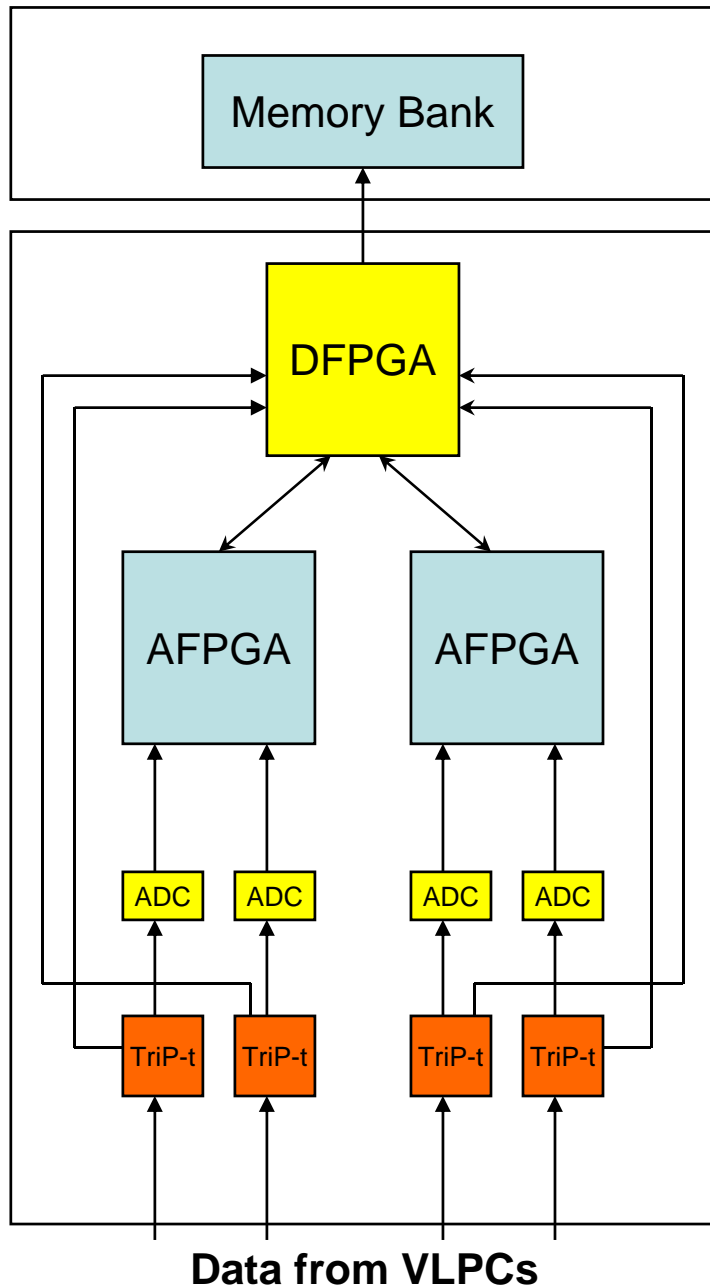 Memory Bank
DFPGA
AFPGA
AFPGA
ADC
ADC
ADC
ADC
TriP-t
TriP-t
TriP-t
TriP-t
Data from VLPCs